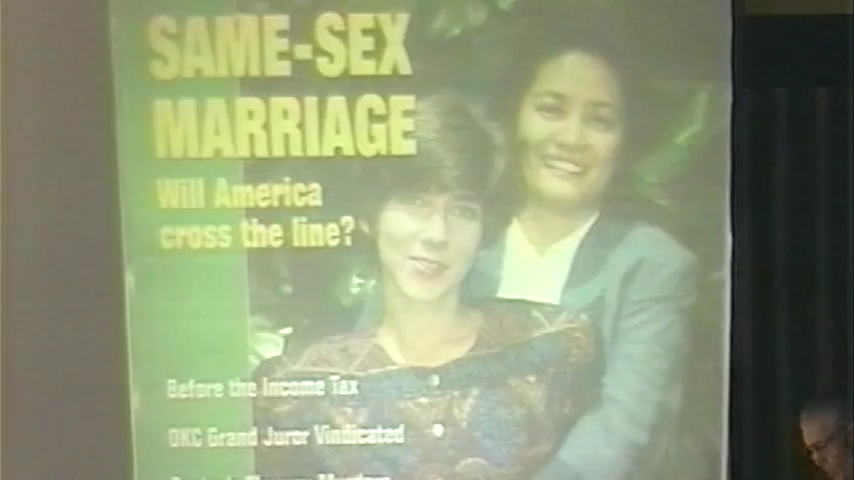 SAME-SEX
MARRIAGE
Will America
cross the line?
Before the Income Tax
OKC Grand Juror Vindicated